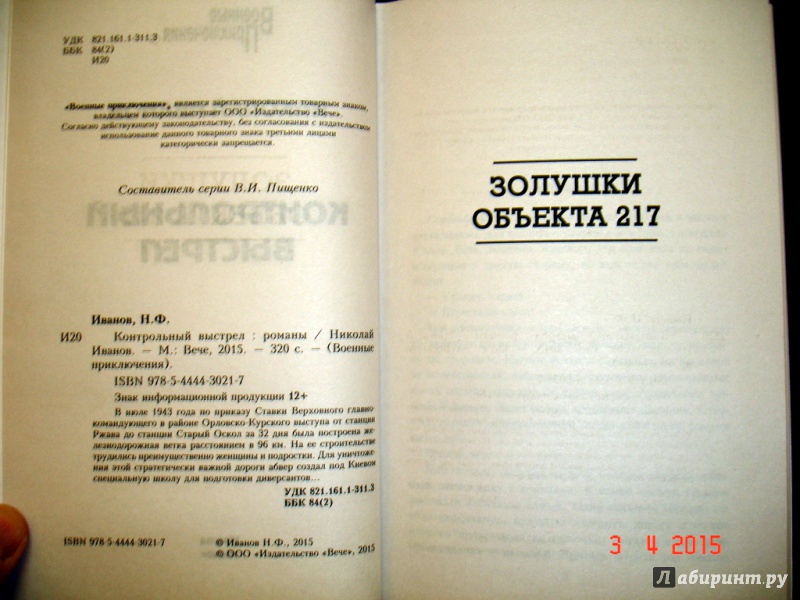 УДК 821.161.1-311.3
ББК 84(2)
И20
«Военные приключения», является зарегистрированным товарным знаком,
владельцем которого выступает ООО «Издательство «Вече».
Согласно действующему законодательству, без согласования с издательством
использование данного товарного знака третьими лицами
категорически запрещается.
Составитель серии В.И. Пищенко
Иванов, Н.Ф.
И20 Контрольный выстрел : романы / Николай
Иванов. — М.: Вече, 2015. — 320 с. — (Военные
приключения).
ISBN 978-5-4444-3021-7
Знак информационной продукции 12+
В июле 1943 года по приказу Ставки Верховного главно-
командующего в районе Орловско-Курского выступа от станции
Ржава до станции Старый Оскол за 32 дня была построена же-
лезнодорожная ветка расстоянием в 96 км. На ее строительстве
трудились преимущественно женщины и подростки. Для уничтоже-
ния этой стратегически важной дороги абвер создал под Киевом
специальную школу для подготовки диверсантов...
УДК 821.161.1-311.3
ББК 84(2)
ISBN 978-5-4444-3021-7
© Иванов Н.Ф., 2015
© ООО «Издательство «Вече», 2015
ЗОЛУШКИ
ОБЪЕКТА 217
3 4 2015
Лабиринт.ру